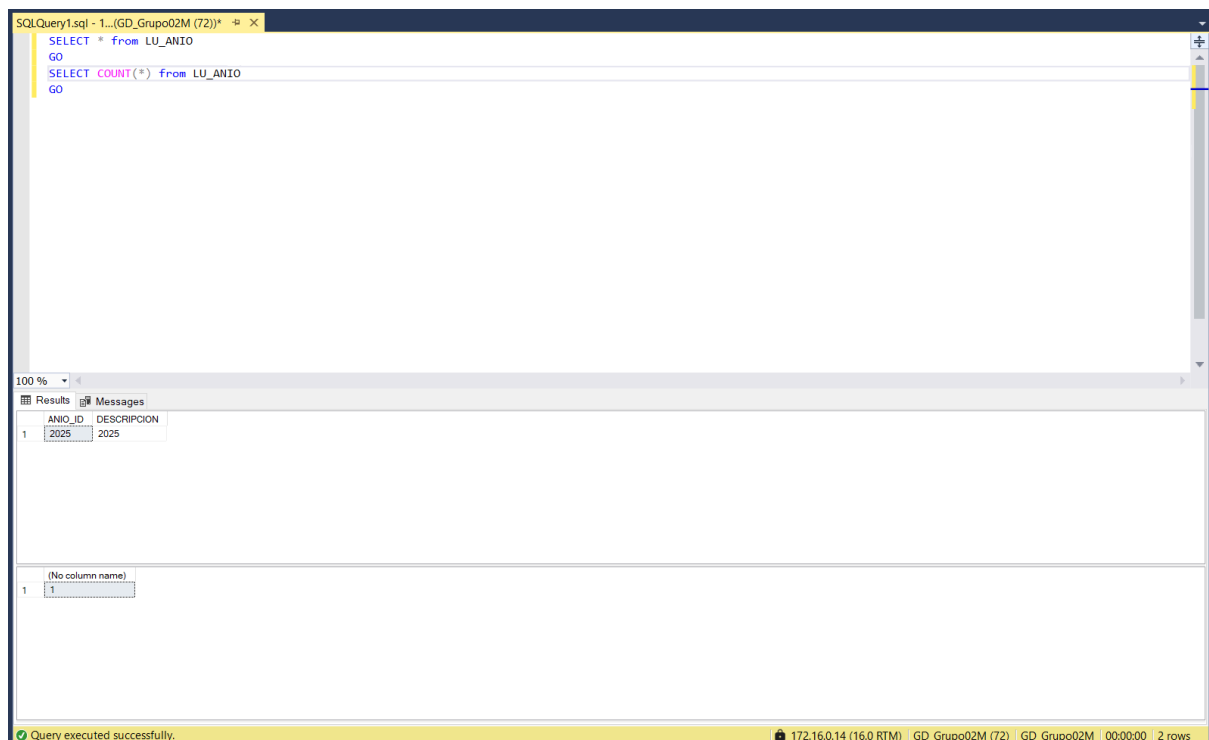 SQLQuery1.sql - 1...(GD_Grupo02M (72))*
SELECT * from LU_ANIO
GO
SELECT COUNT(*) from LU_ANIO
GO
100 %
Results Messages
ANIO_ID DESCRIPCION
1 2025 2025
(No column name)
1 1
Query executed successfully. 172.16.0.14 (16.0 RTM) GD_Grupo02M (72) GD_Grupo02M 00:00:00 2 rows